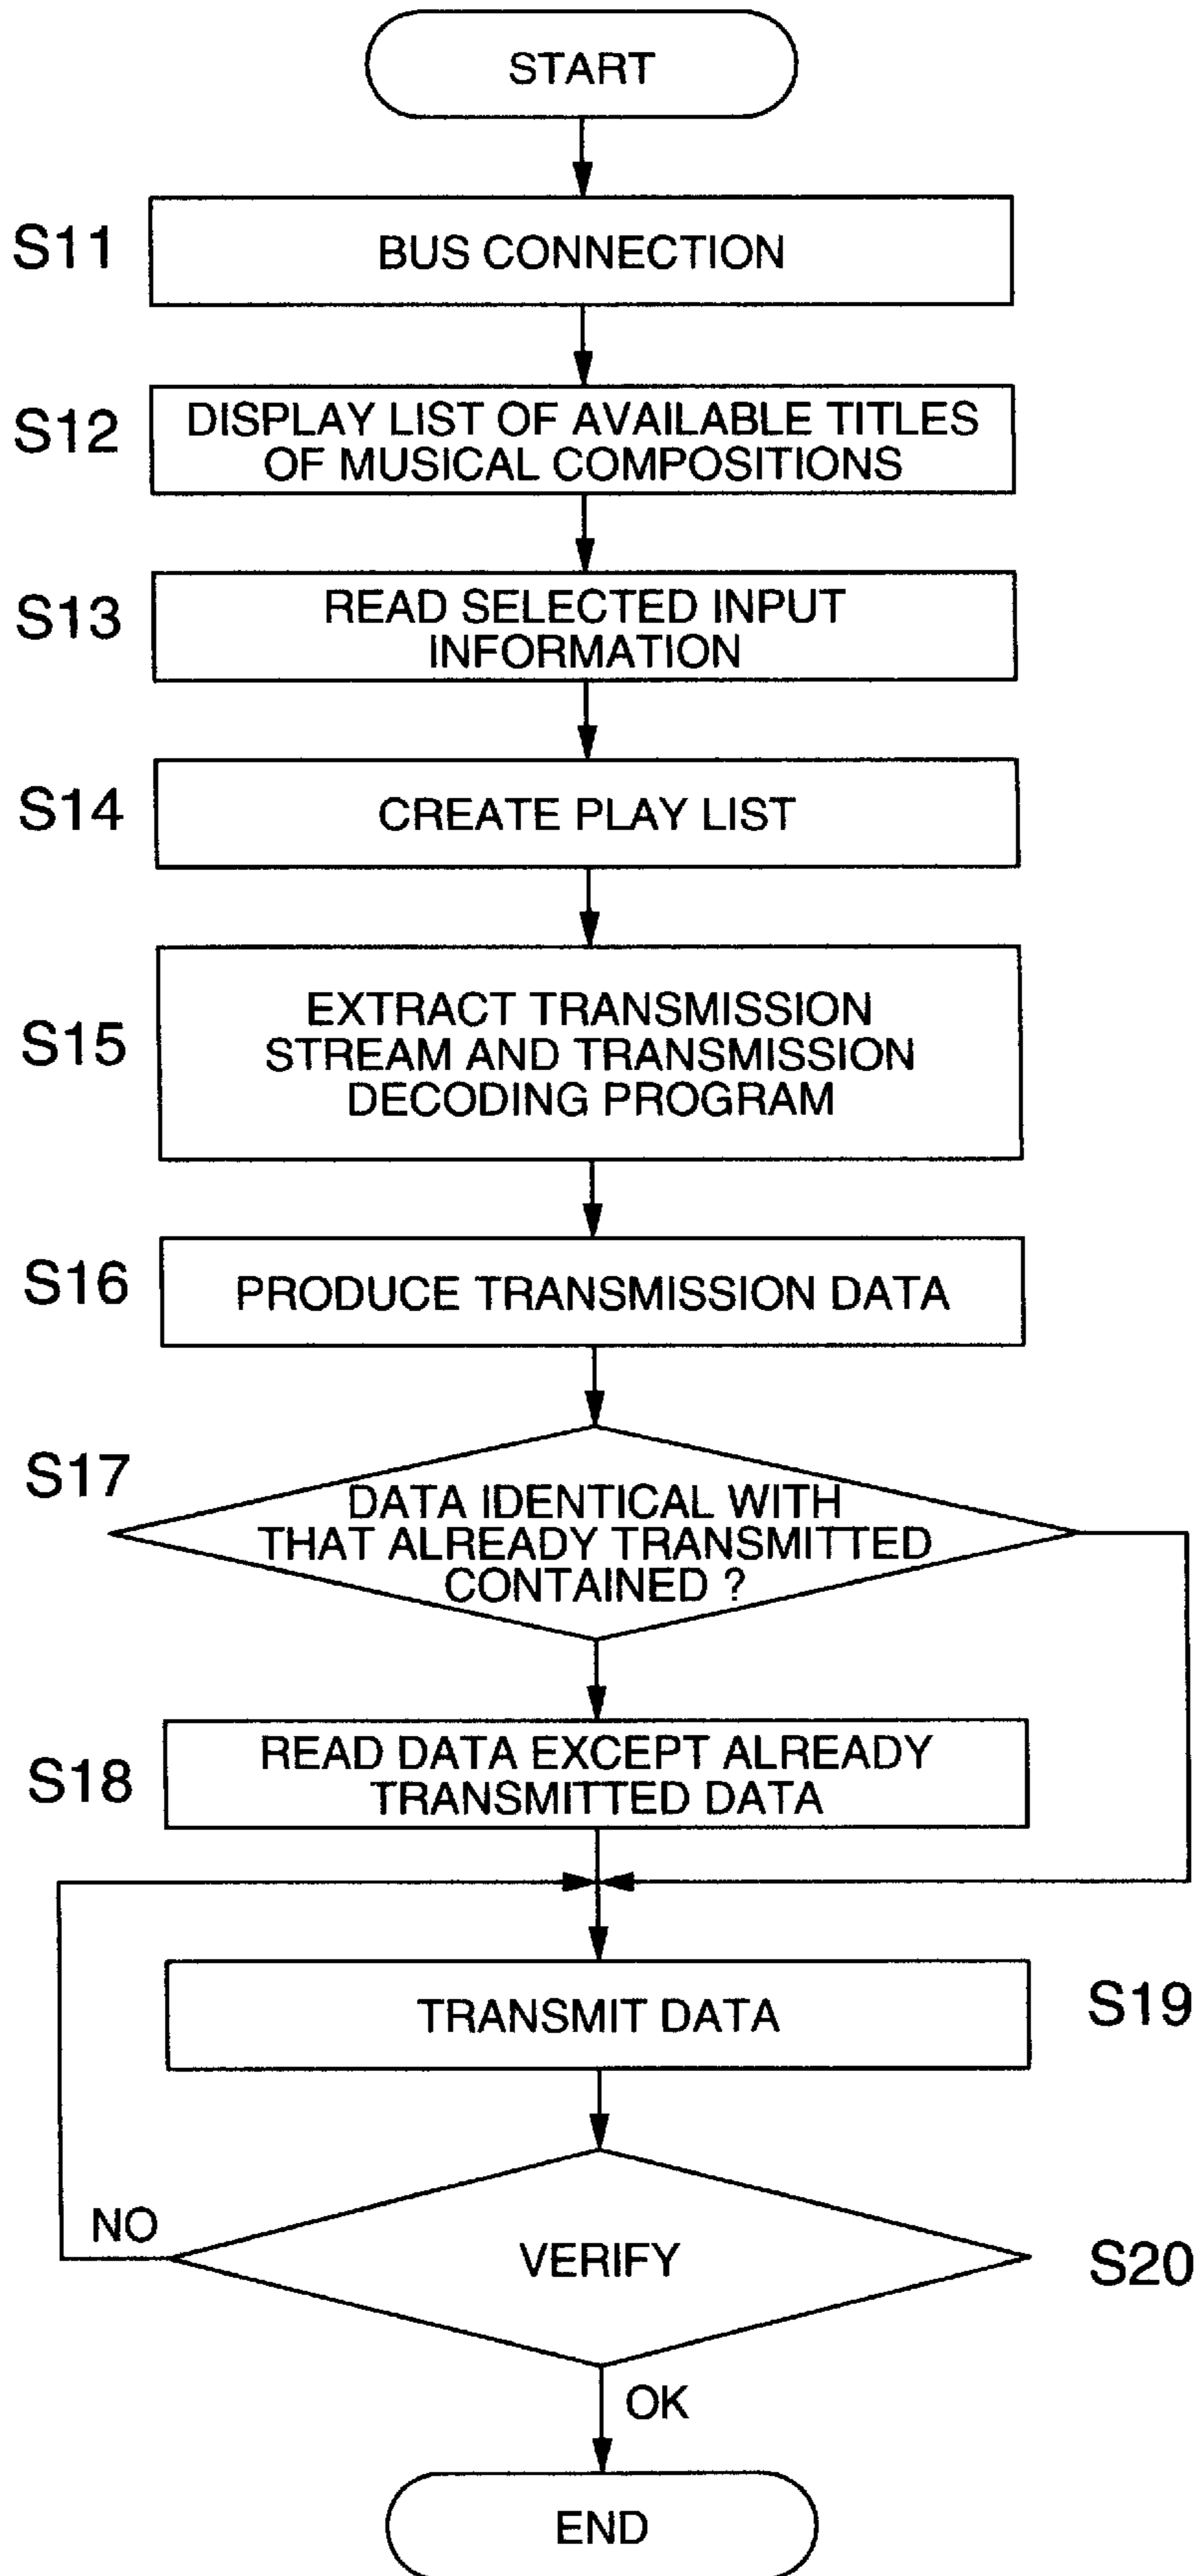 START
S11
BUS CONNECTION
S12
DISPLAY LIST OF AVAILABLE TITLES
OF MUSICAL COMPOSITIONS
S13
READ SELECTED INPUT
INFORMATION
S14
CREATE PLAY LIST
S15
EXTRACT TRANSMISSION
STREAM AND TRANSMISSION
DECODING PROGRAM
S16
PRODUCE TRANSMISSION DATA
S17
DATA IDENTICAL WITH
THAT ALREADY TRANSMITTED
CONTAINED ?
S18
READ DATA EXCEPT ALREADY
TRANSMITTED DATA
TRANSMIT DATA
S19
NO
VERIFY
S20
OK
END